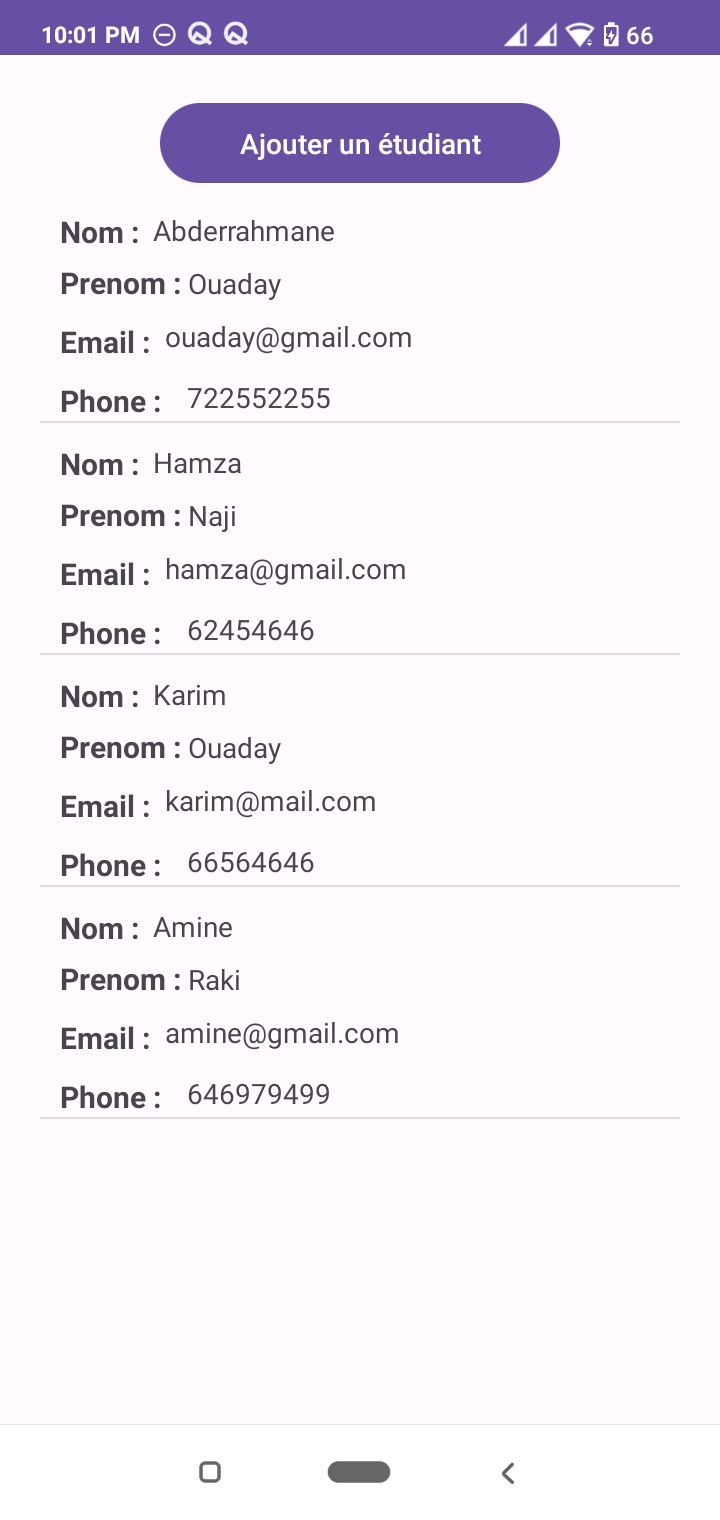 10:01 PM 66
Ajouter un étudiant
Nom : Abderrahmane
Prenom : Ouaday
Email : ouaday@gmail.com
Phone : 722552255
Nom : Hamza
Prenom : Naji
Email : hamza@gmail.com
Phone : 62454646
Nom : Karim
Prenom : Ouaday
Email : karim@mail.com
Phone : 66564646
Nom : Amine
Prenom : Raki
Email : amine@gmail.com
Phone : 646979499